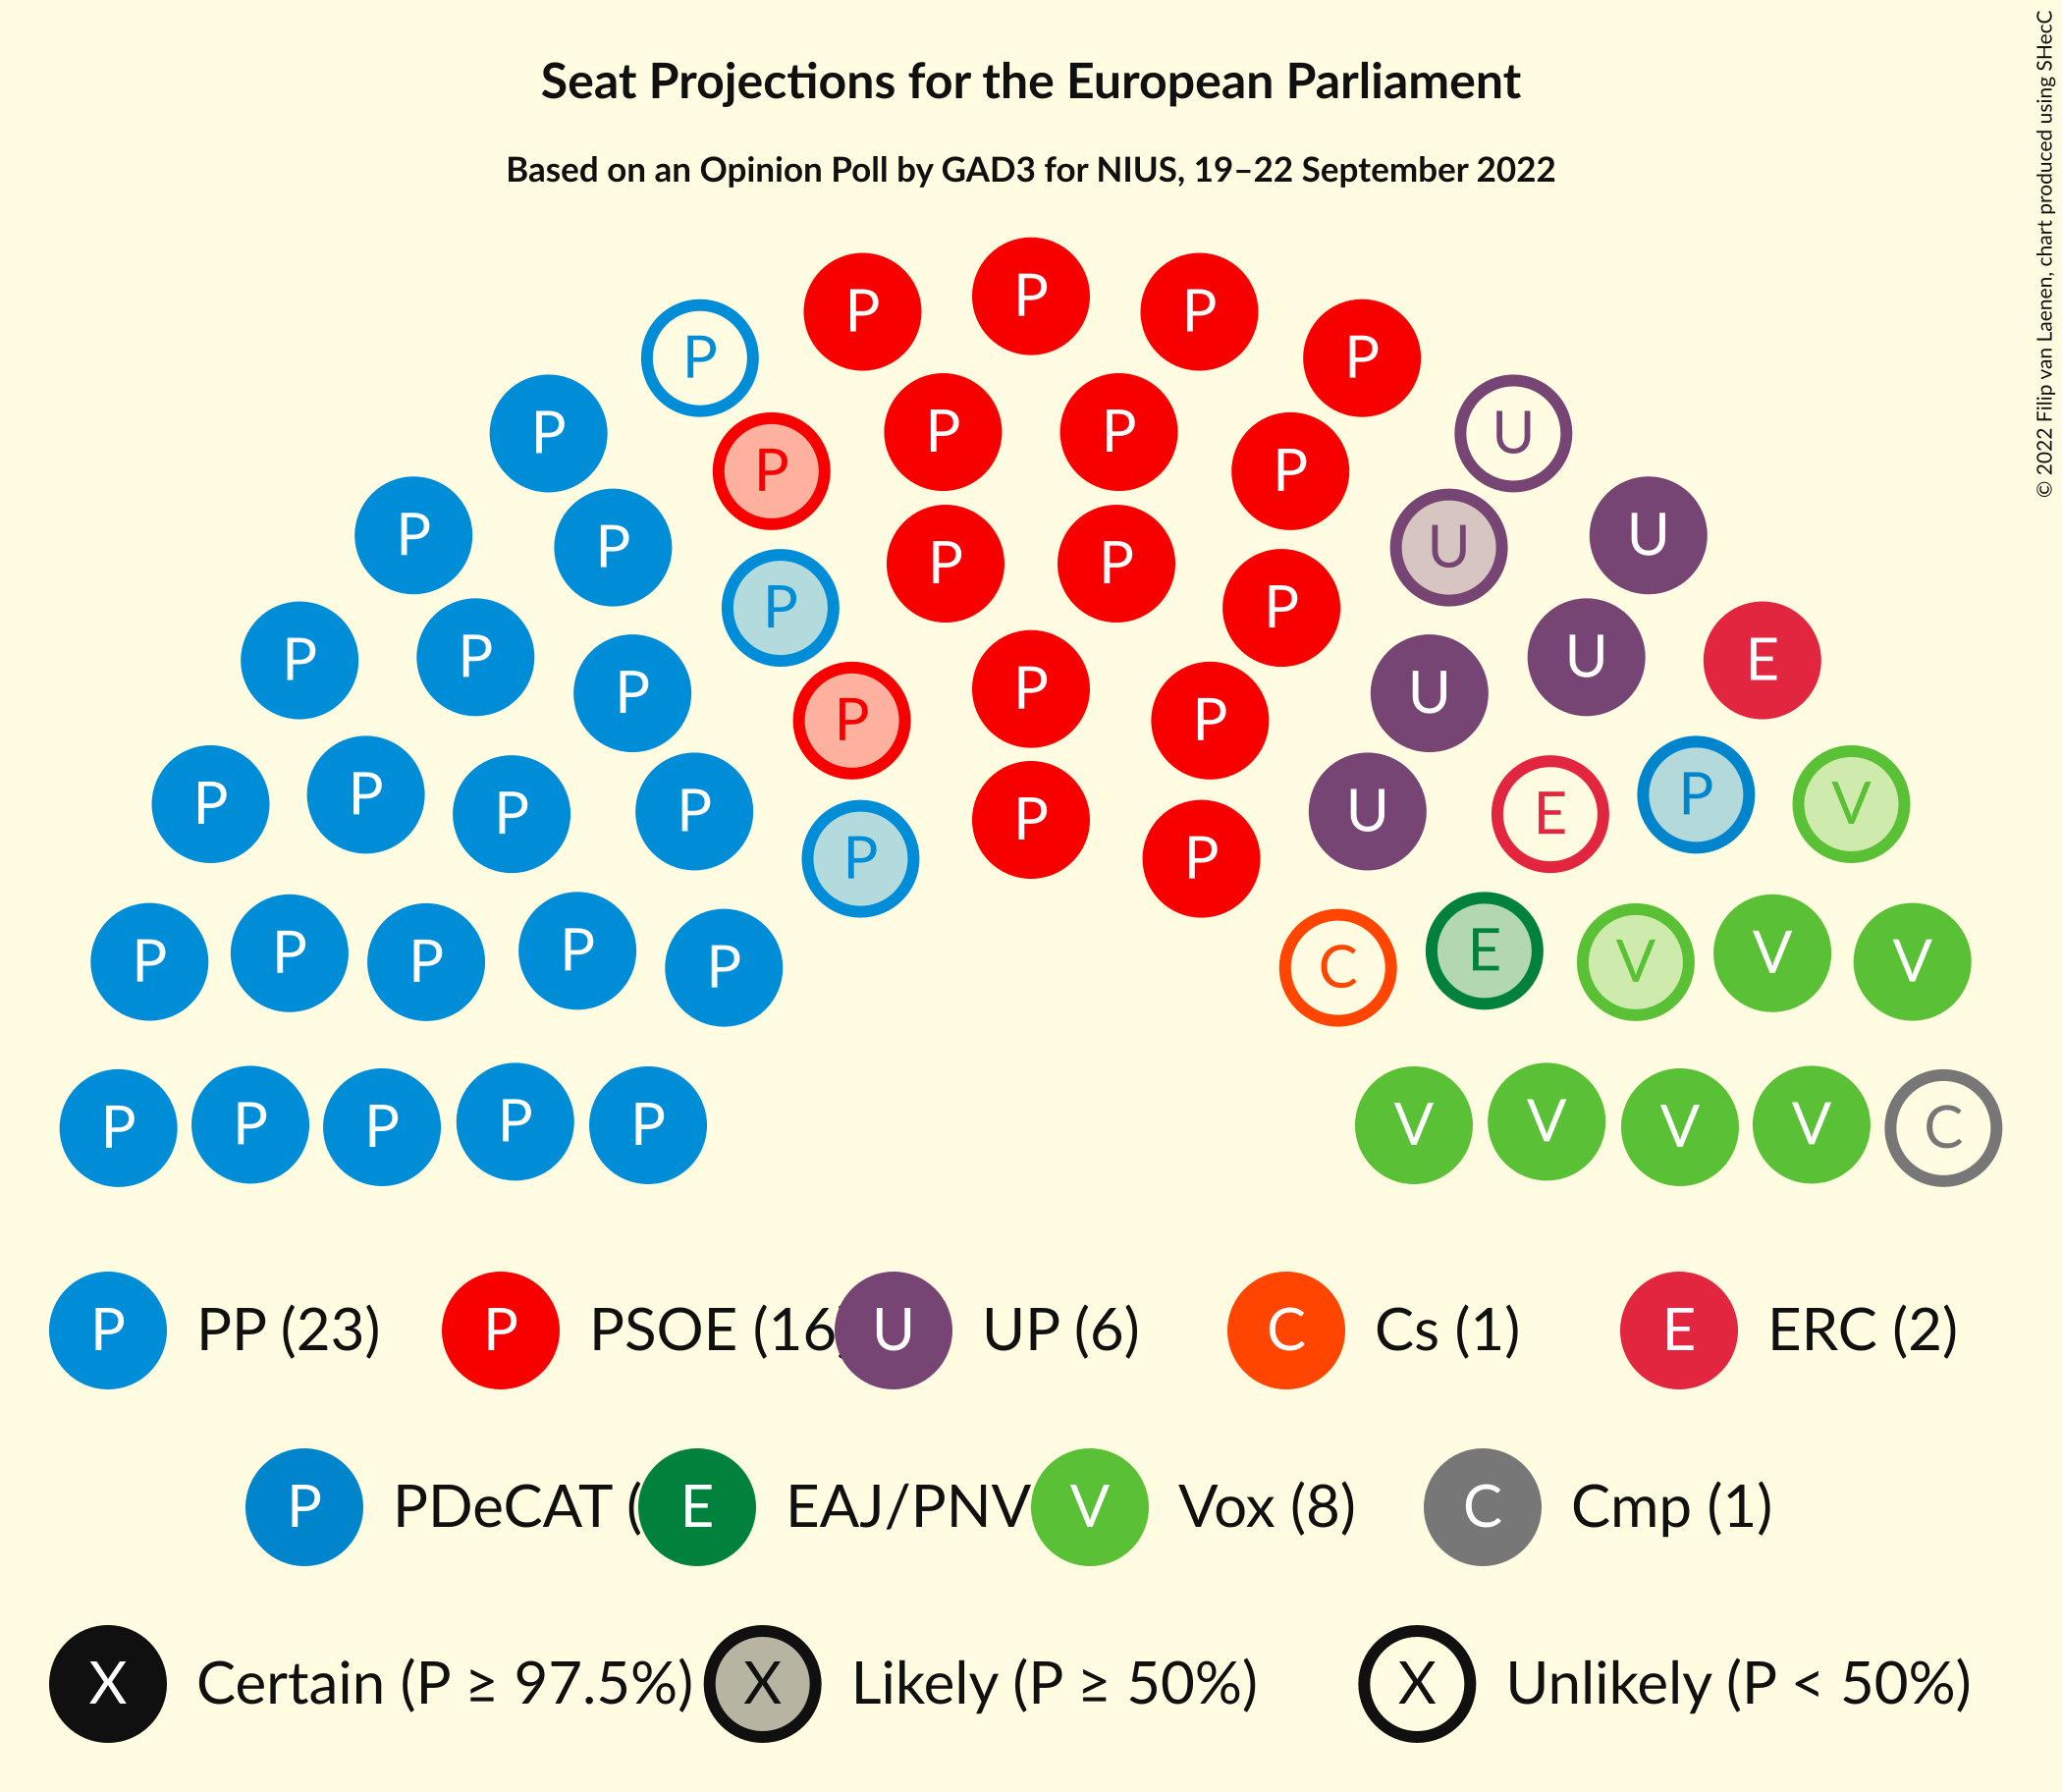 Seat Projections for the European Parliament
Based on an Opinion Poll by GAD3 for NIUS, 19–22 September 2022
© 2022 Filip van Laenen, chart produced using SHecC
P P P P
P P
P P P P P
P P P U
P P P P U U
P P P P
P P E
P P U U
P P P P
P P P U E P V
P P
P P P P P C E V V V
P P P P P V V V V C
P PP (23) P PSOE (16 U UP (6) C Cs (1) E ERC (2)
P PDeCAT ( E EAJ/PNV V Vox (8) C Cmp (1)
X Certain (P ≥ 97.5%) X Likely (P ≥ 50%) X Unlikely (P < 50%)